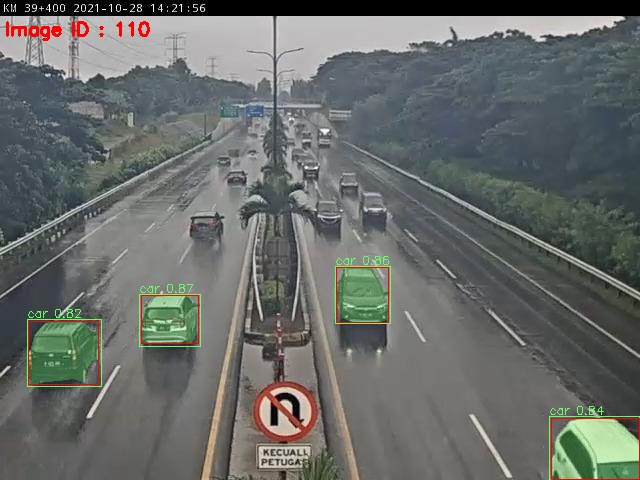 KM 39+400 2021-10-28 14:21:56
Image ID : 110
car 0.86
car 0.87
car 0.82
car 0.84
KECUALI
PETUGAS